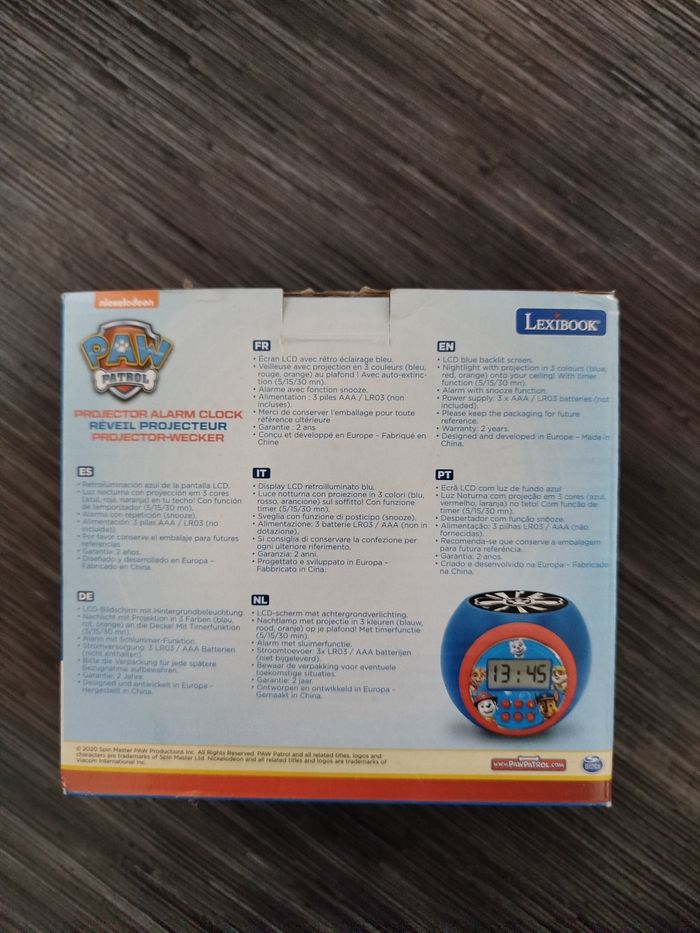 nickelodeon
PAW
PATROL
PROJECTOR ALARM CLOCK
RÉVEIL PROJECTEUR
PROJECTOR-WECKER
LEXIBOOK®
FR
• Écran LCD avec rétro éclairage bleu.
• Veilleuse avec projection en 3 couleurs (bleu,
rouge, orange) au plafond ! Avec auto-extinc-
tion (5/15/30 mn).
• Alarme avec fonction snooze.
• Alimentation : 3 piles AAA / LR03 (non
incluses).
• Merci de conserver l'emballage pour toute
référence ultérieure
• Garantie : 2 ans
• Conçu et développé en Europe – Fabriqué en
Chine
EN
• LCD blue backlit screen.
• Nightlight with projection in 3 colours (blue,
red, orange) onto your ceiling! With timer
function (5/15/30 mn).
• Alarm with snooze function.
• Power supply: 3 x AAA / LR03 batteries (not
included).
• Please keep the packaging for future
reference.
• Warranty: 2 years.
• Designed and developed in Europe – Made in
China.
ES
• Retroiluminación azul de la pantalla LCD.
• Luz nocturna con proyección em 3 cores
(azul, roja, naranja) en tu techo! Con función
de temporizador (5/15/30 mn).
• Alarma con repetición (snooze).
• Alimentación: 3 pilas AAA / LR03 (no
incluidas).
• Por favor conserve el embalaje para futuras
referencias.
• Garantía: 2 años.
• Diseñado y desarrollado en Europa –
Fabricado en China.
IT
• Display LCD retroilluminato blu.
• Luce notturna con proiezione in 3 colori (blu,
rosso, arancione) sul soffitto! Con funzione
timer (5/15/30 mn).
• Sveglia con funzione di posticipo (snooze).
• Alimentazione: 3 batterie LR03 / AAA (non in
dotazione).
• Si consiglia di conservare la confezione per
ogni ulteriore riferimento.
• Garanzia: 2 anni.
• Progettato e sviluppato in Europa –
Fabbricato in Cina.
PT
• Ecrã LCD com luz de fundo azul
• Luz Noturna com projeção em 3 cores (azul,
vermelho, laranja) no teto! Com função de
timer (5/15/30 mn).
• Despertador com função snooze.
• Alimentação: 3 pilhas LR03 / AAA (não
fornecidas).
• Recomenda-se que conserve a embalagem
para futura referência.
• Garantia: 2 anos.
• Criado e desenvolvido na Europa – Fabricado
na China.
DE
• LCD-Bildschirm mit Hintergrundbeleuchtung.
• Nachlicht mit Projektion in 3 Farben (blau,
rot, orange) an die Decke! Mit Timerfunktion
(5/15/30 mn).
• Alarm mit Schlummer-Funktion.
• Stromversorgung: 3 LR03 / AAA Batterien
(nicht enthalten).
• Bitte die Verpackung für jede spätere
Bezugnahme aufbewahren.
• Garantie: 2 Jahre.
• Designed und entwickelt in Europa -
Hergestellt in China.
NL
• LCD-scherm met achtergrondverlichting.
• Nachtlamp met projectie in 3 kleuren (blauw,
rood, oranje) op je plafond! Met timerfunctie
(5/15/30 mn).
• Alarm met sluimerfunctie.
• Stroomtoevoer: 3x LR03 / AAA batterijen
(niet bijgeleverd).
• Bewaar de verpakking voor eventuele
toekomstige situaties.
• Garantie: 2 jaar.
• Ontworpen en ontwikkeld in Europa -
Gemaakt in China.
13:45
© 2020 Spin Master PAW Productions Inc. All Rights Reserved. PAW Patrol and all related titles, logos and
characters are trademarks of Spin Master Ltd. Nickelodeon and all related titles and logos are trademarks of
Viacom International Inc.
www.PawPatrol.com